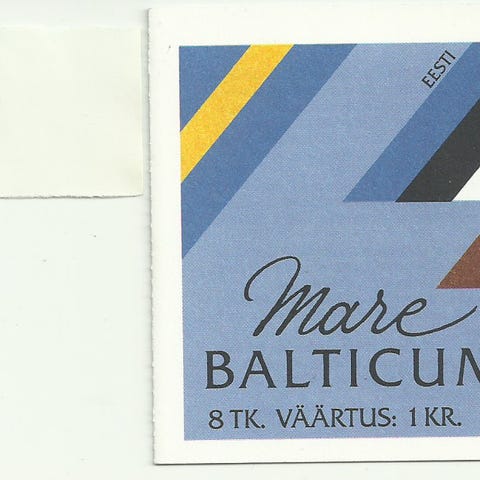 EESTI
Mare
BALTICUM
8 TK. VÄÄRTUS: 1 KR.